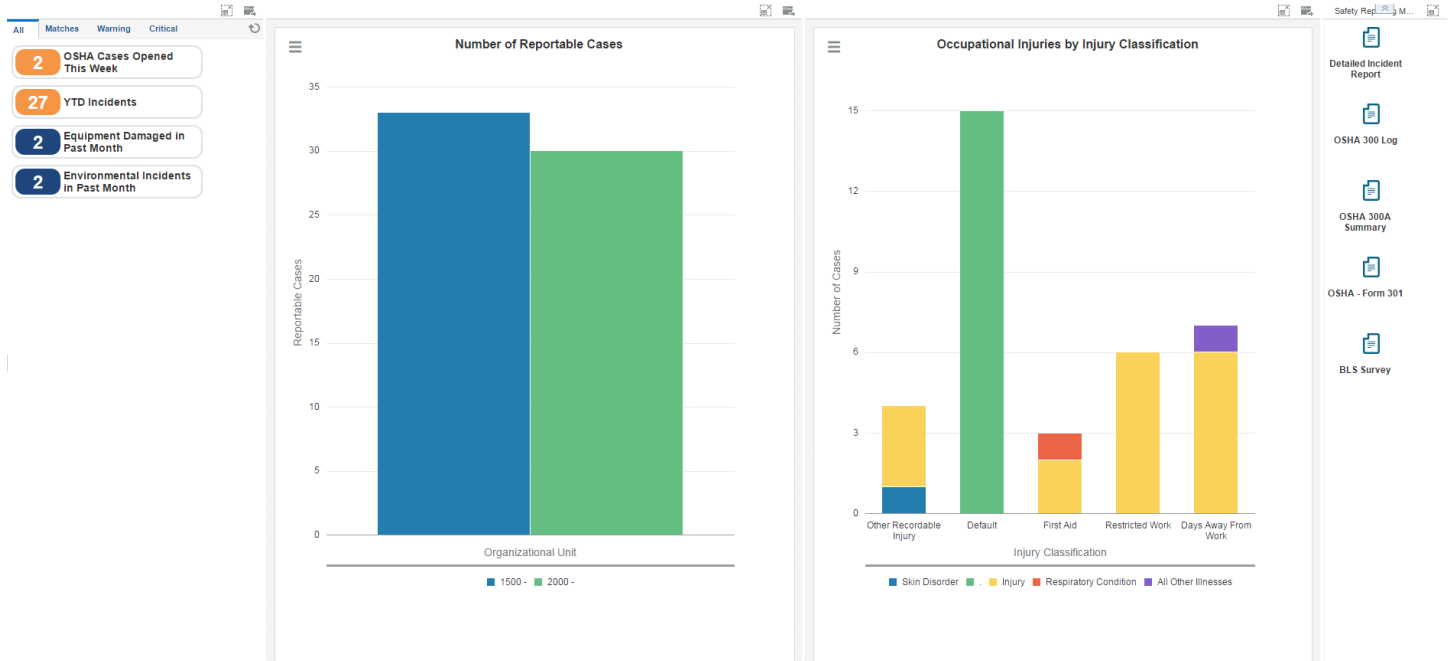 All
Matches
Warning
Critical
2
OSHA Cases Opened
This Week
27
YTD Incidents
2
Equipment Damaged in
Past Month
2
Environmental Incidents
in Past Month
Number of Reportable Cases
35
30
25
20
15
10
5
0
Reportable Cases
Organizational Unit
1500 -
2000 -
Occupational Injuries by Injury Classification
15
12
9
6
3
0
Number of Cases
Other Recordable
Injury
Default
First Aid
Restricted Work
Days Away From
Work
Injury Classification
Skin Disorder
.
Injury
Respiratory Condition
All Other Illnesses
Safety
M...
Detailed Incident
Report
OSHA 300 Log
OSHA 300A
Summary
OSHA - Form 301
BLS Survey